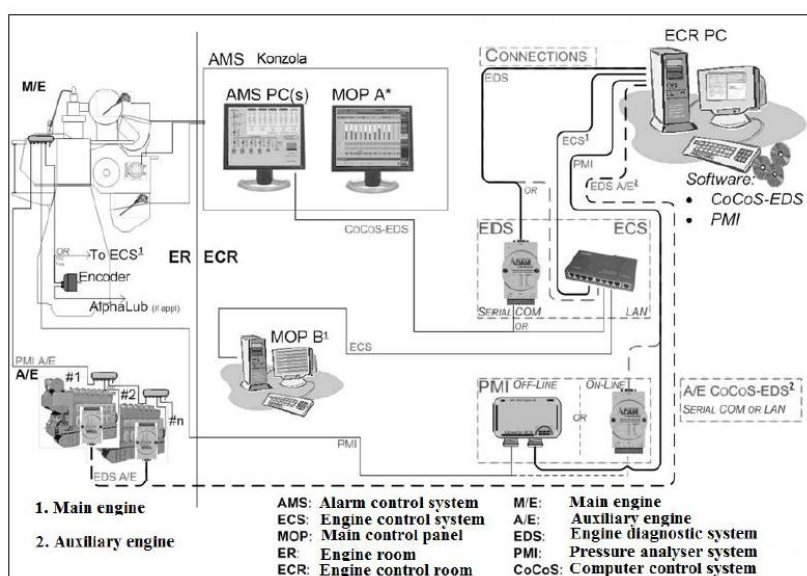 AMS Konzola
AMS PC(s)
MOP A*
M/E
CONNECTIONS
EDS
ECR PC
ECS¹
PMI
EDS A/E²
OR
Software:
• CoCoS-EDS
• PMI
CoCoS-EDS
EDS
ECS
SERIAL COM
LAN
OR
OR
To ECS¹
Encoder
AlphaLub (if appl)
ER ECR
MOP B¹
ECS
PMI A/E
A/E
#1
#2
#n
EDS A/E
PMI
PMI OFF-LINE
ON-LINE
OR
A/E CoCoS-EDS²
SERIAL COM OR LAN
1. Main engine
2. Auxiliary engine
AMS: Alarm control system
ECS: Engine control system
MOP: Main control panel
ER: Engine room
ECR: Engine control room
M/E: Main engine
A/E: Auxiliary engine
EDS: Engine diagnostic system
PMI: Pressure analyser system
CoCoS: Computer control system